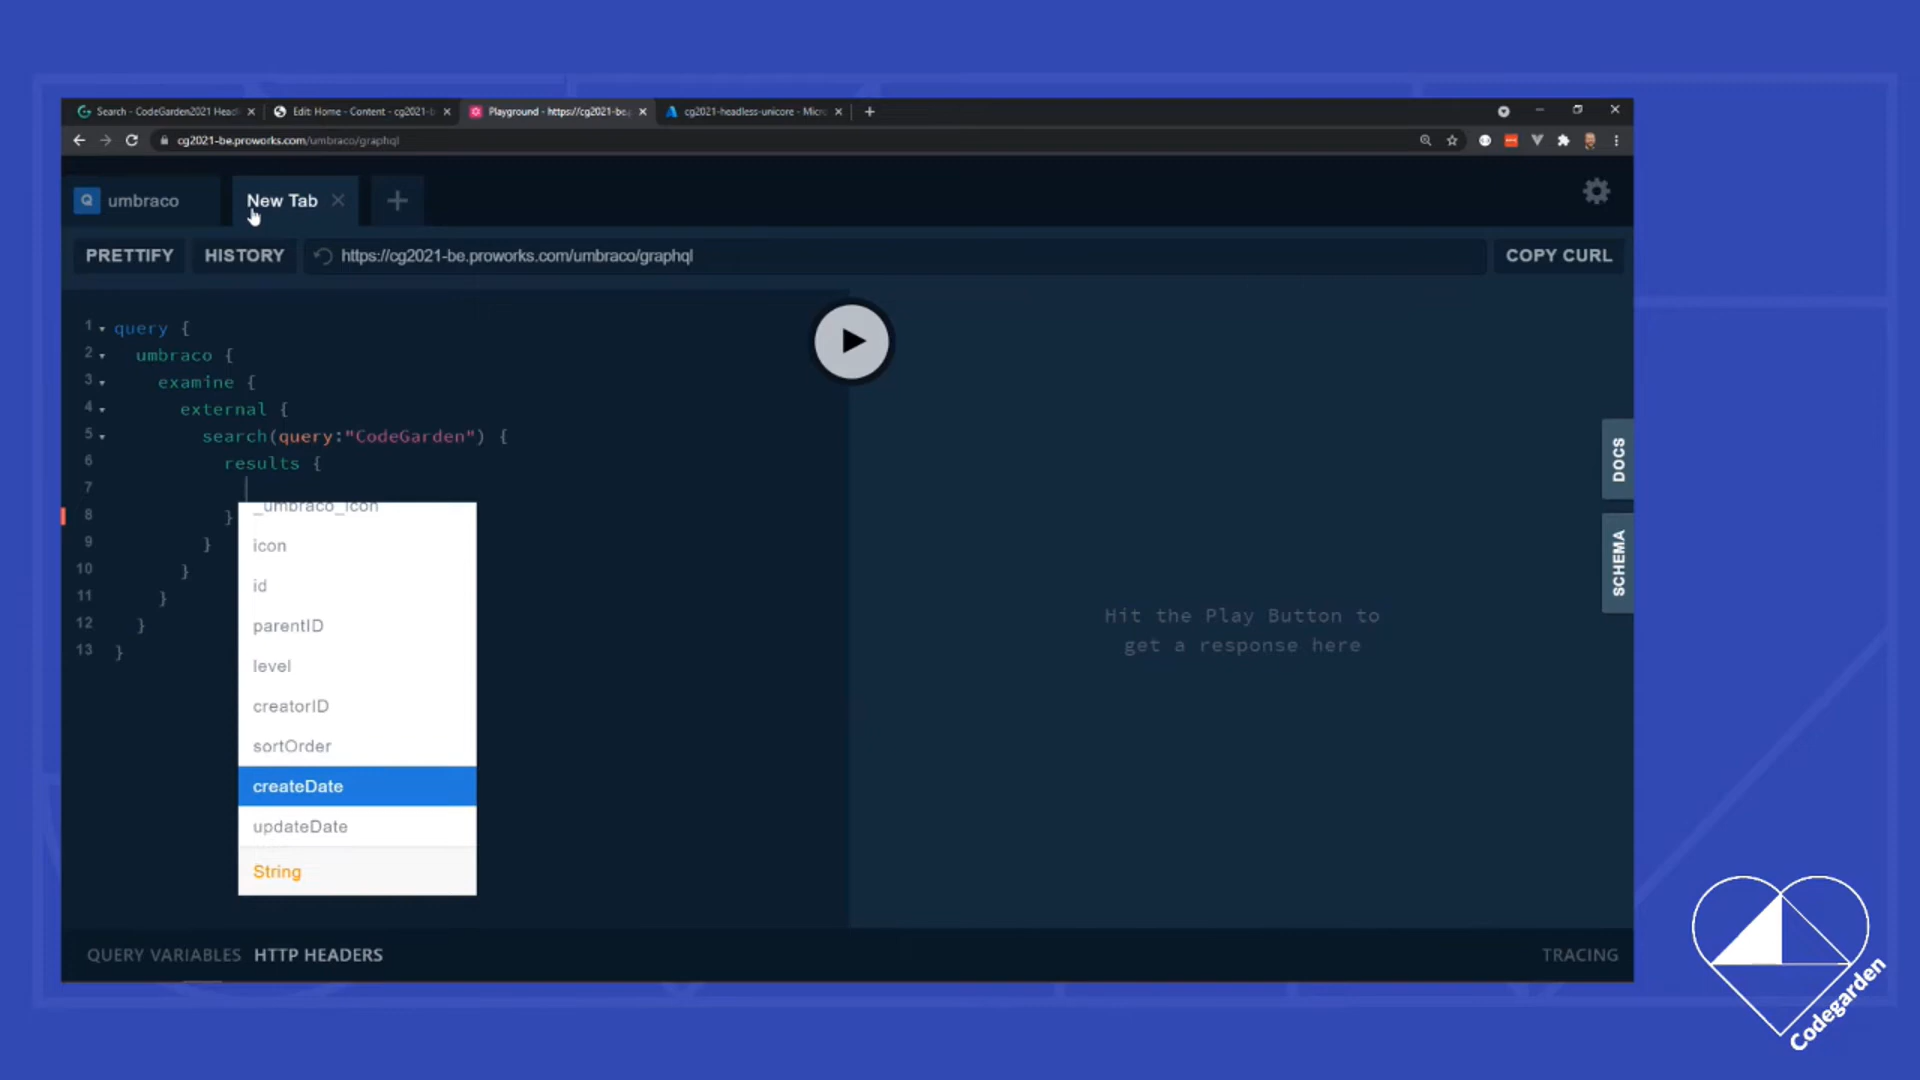 Search - CodeGarden2021 Headl
Edit: Home - Content - cg2021-b
Playground - https://cg2021-be.
cg2021-headless-unicore - Micr
cg2021-be.proworks.com/umbraco/graphql
Q umbraco
New Tab
PRETTIFY
HISTORY
https://cg2021-be.proworks.com/umbraco/graphql
COPY CURL
1 query {
2 umbraco {
3 examine {
4 external {
5 search(query:"CodeGarden") {
6 results {
7
8 }
9 }
10 }
11 }
12 }
13 }
_umbraco_icon
icon
id
parentID
level
creatorID
sortOrder
createDate
updateDate
String
Hit the Play Button to
get a response here
DOCS
SCHEMA
QUERY VARIABLES
HTTP HEADERS
TRACING
Codegarden